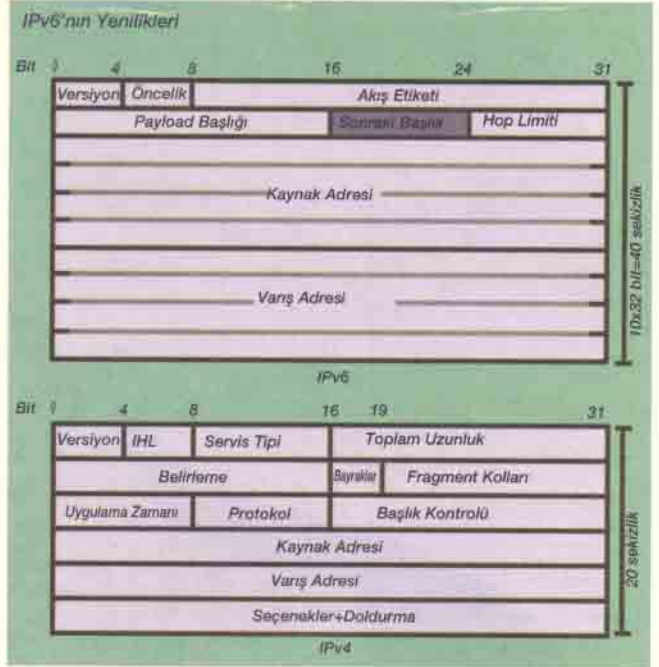 IPv6'nın Yenilikleri
Bit 0 4 8 16 24 31
Versiyon Öncelik Akış Etiketi
Payload Başlığı Sonraki Başlık Hop Limiti
Kaynak Adresi
Varış Adresi
10x32 bit=40 sekizlik
IPv6
Bit 0 4 8 16 19 31
Versiyon IHL Servis Tipi Toplam Uzunluk
Belirleme Bayraklar Fragment Kolları
Uygulama Zamanı Protokol Başlık Kontrolü
Kaynak Adresi
Varış Adresi
Seçenekler+Doldurma
20 sekizlik
IPv4